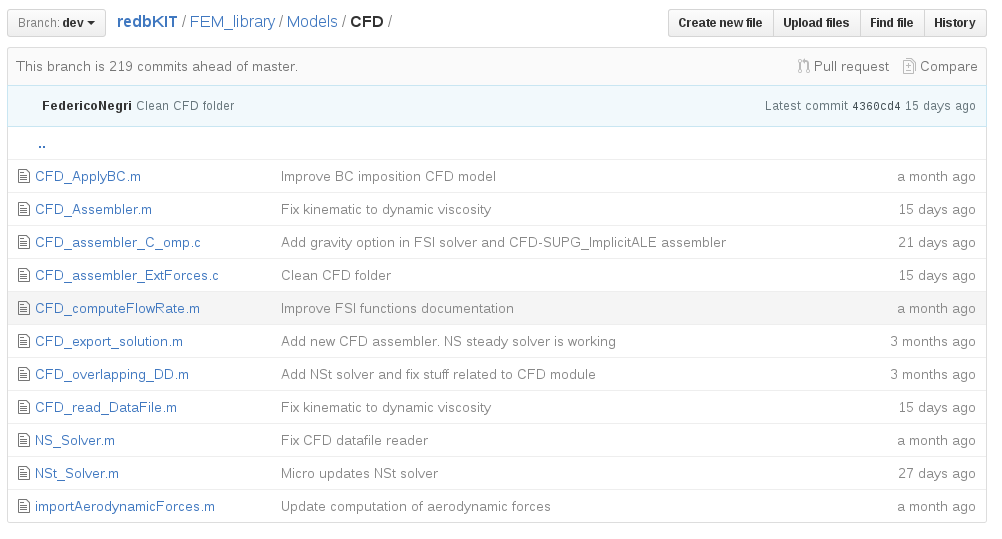 Branch: dev redbKIT / FEM_library / Models / CFD / Create new file Upload files Find file History
This branch is 219 commits ahead of master. Pull request Compare
FedericoNegri Clean CFD folder Latest commit 4360cd4 15 days ago
..
CFD_ApplyBC.m Improve BC imposition CFD model a month ago
CFD_Assembler.m Fix kinematic to dynamic viscosity 15 days ago
CFD_assembler_C_omp.c Add gravity option in FSI solver and CFD-SUPG_ImplicitALE assembler 21 days ago
CFD_assembler_ExtForces.c Clean CFD folder 15 days ago
CFD_computeFlowRate.m Improve FSI functions documentation a month ago
CFD_export_solution.m Add new CFD assembler. NS steady solver is working 3 months ago
CFD_overlapping_DD.m Add NSt solver and fix stuff related to CFD module 3 months ago
CFD_read_DataFile.m Fix kinematic to dynamic viscosity 15 days ago
NS_Solver.m Fix CFD datafile reader a month ago
NSt_Solver.m Micro updates NSt solver 27 days ago
importAerodynamicForces.m Update computation of aerodynamic forces a month ago